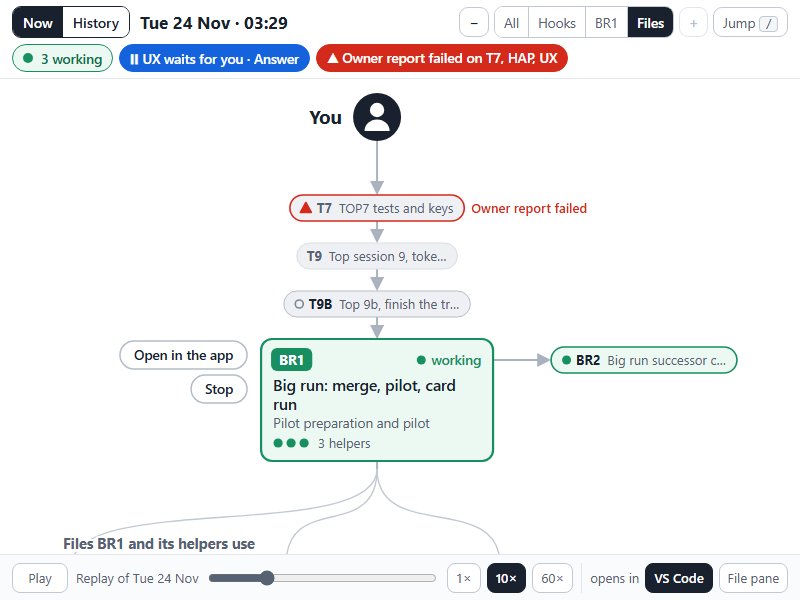 Now History Tue 24 Nov · 03:29 − All Hooks BR1 Files + Jump /
3 working UX waits for you · Answer Owner report failed on T7, HAP, UX
You
T7 TOP7 tests and keys Owner report failed
T9 Top session 9, toke...
T9B Top 9b, finish the tr...
Open in the app
Stop
BR1 working
Big run: merge, pilot, card
run
Pilot preparation and pilot
3 helpers
BR2 Big run successor c...
Files BR1 and its helpers use
Play Replay of Tue 24 Nov 1× 10× 60× opens in VS Code File pane